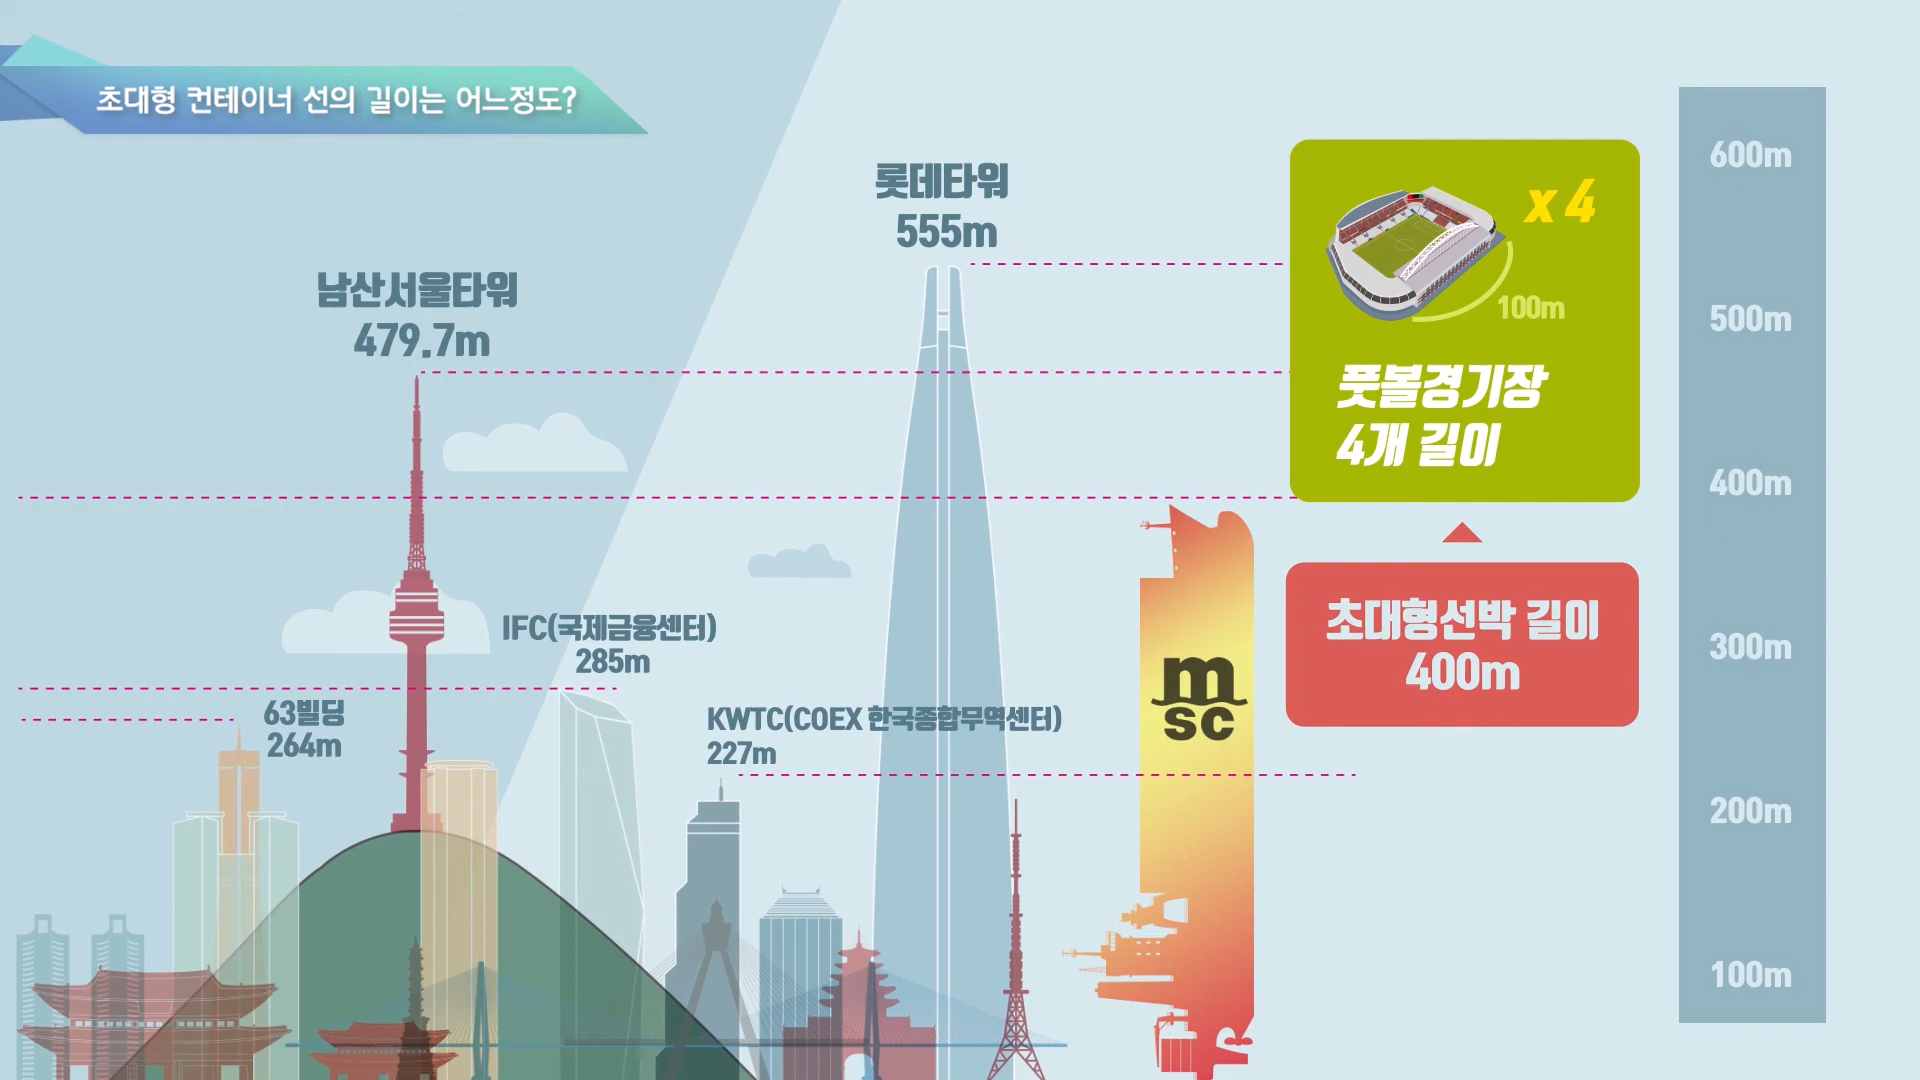 초대형 컨테이너 선의 길이는 어느정도?
롯데타워
555m
남산서울타워
479.7m
IFC(국제금융센터)
285m
63빌딩
264m
KWTC(COEX 한국종합무역센터)
227m
msc
x 4
100m
풋볼경기장
4개 길이
초대형선박 길이
400m
600m
500m
400m
300m
200m
100m